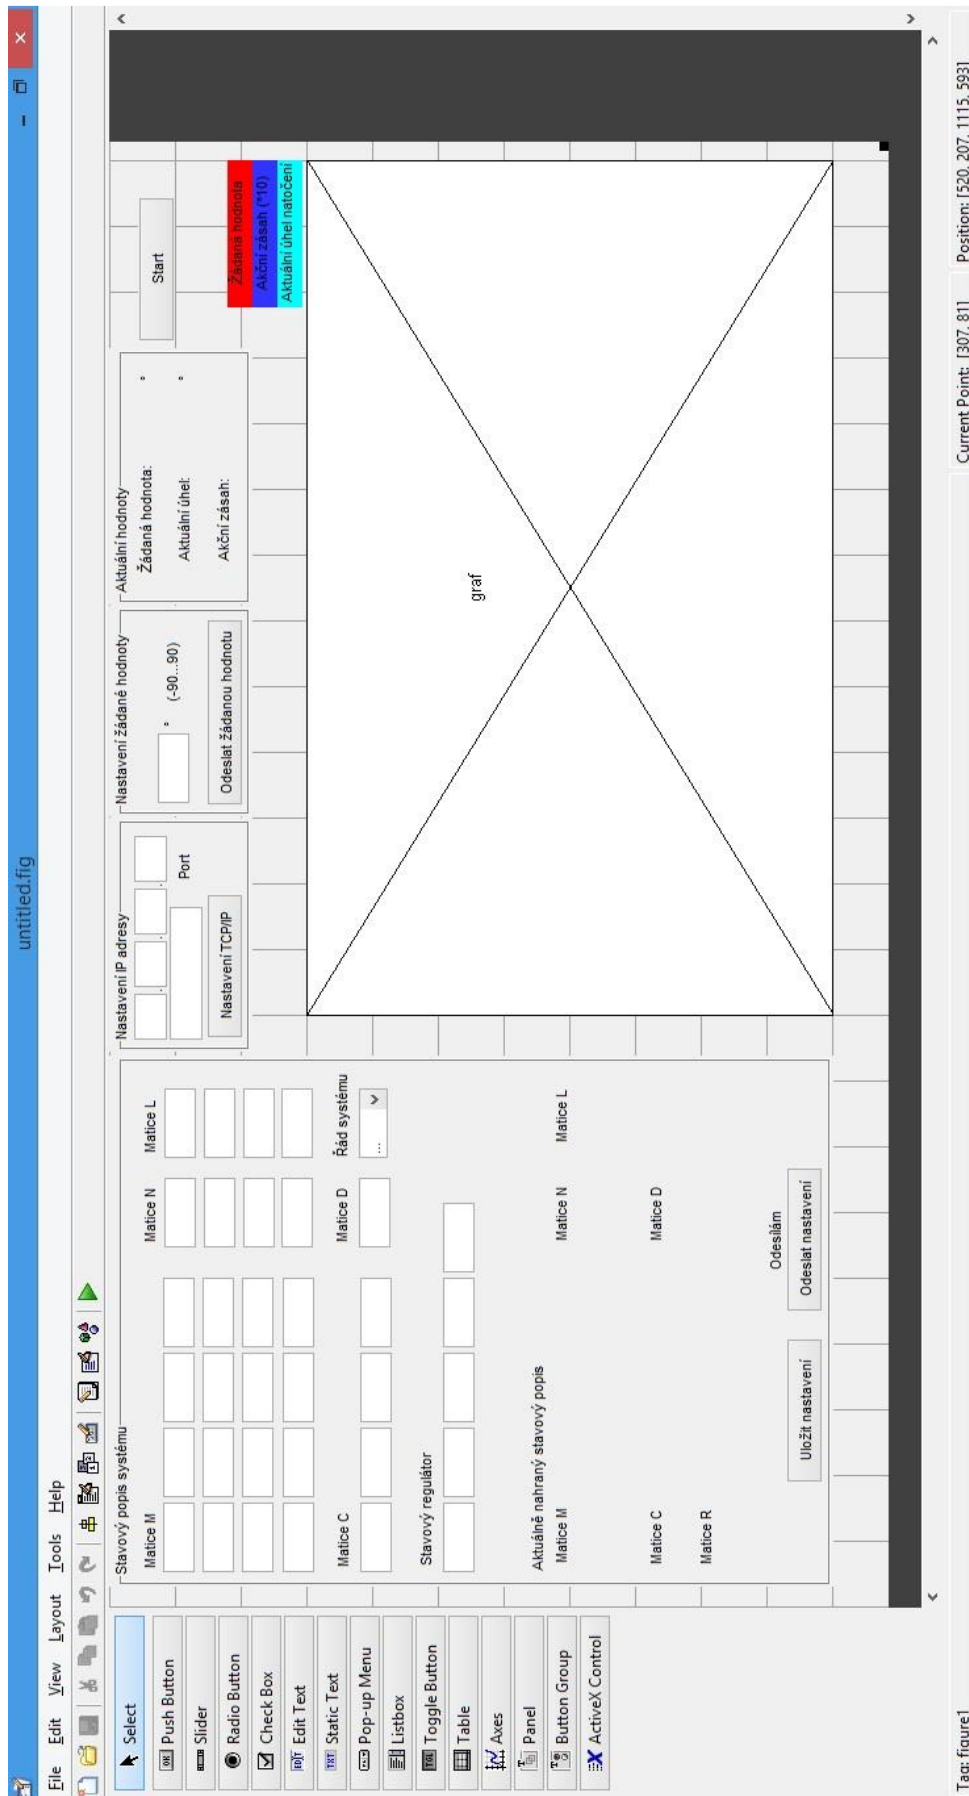 untitled.fig
File Edit View Layout Tools Help
Select
Push Button
Slider
Radio Button
Check Box
Edit Text
Static Text
Pop-up Menu
Listbox
Toggle Button
Table
Axes
Panel
Button Group
ActiveX Control
Stavový popis systému
Matice M
Matice N
Matice L
Matice C
Matice D
Řád systému
...
Stavový regulátor
Aktuálně nahraný stavový popis
Matice M
Matice N
Matice L
Matice C
Matice D
Matice R
Odesílám
Uložit nastavení
Odeslat nastavení
Nastavení IP adresy
. . .
Port
Nastavení TCP/IP
Nastavení žádané hodnoty
° (-90...90)
Odeslat žádanou hodnotu
Aktuální hodnoty
Žádaná hodnota: °
Aktuální úhel: °
Akční zásah:
Start
Žádaná hodnota
Akční zásah (*10)
Aktuální úhel natočení
graf
Tag: figure1
Current Point: [307, 81]
Position: [520, 207, 1115, 593]